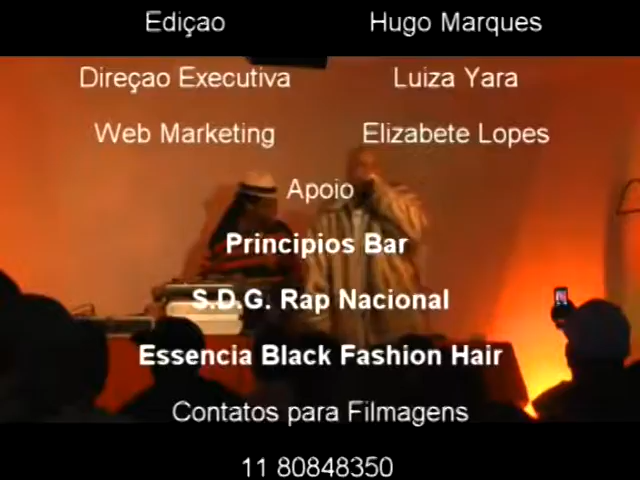 Ediçao Hugo Marques
Direçao Executiva Luiza Yara
Web Marketing Elizabete Lopes
Apoio
Principios Bar
S.D.G. Rap Nacional
Essencia Black Fashion Hair
Contatos para Filmagens
11 80848350